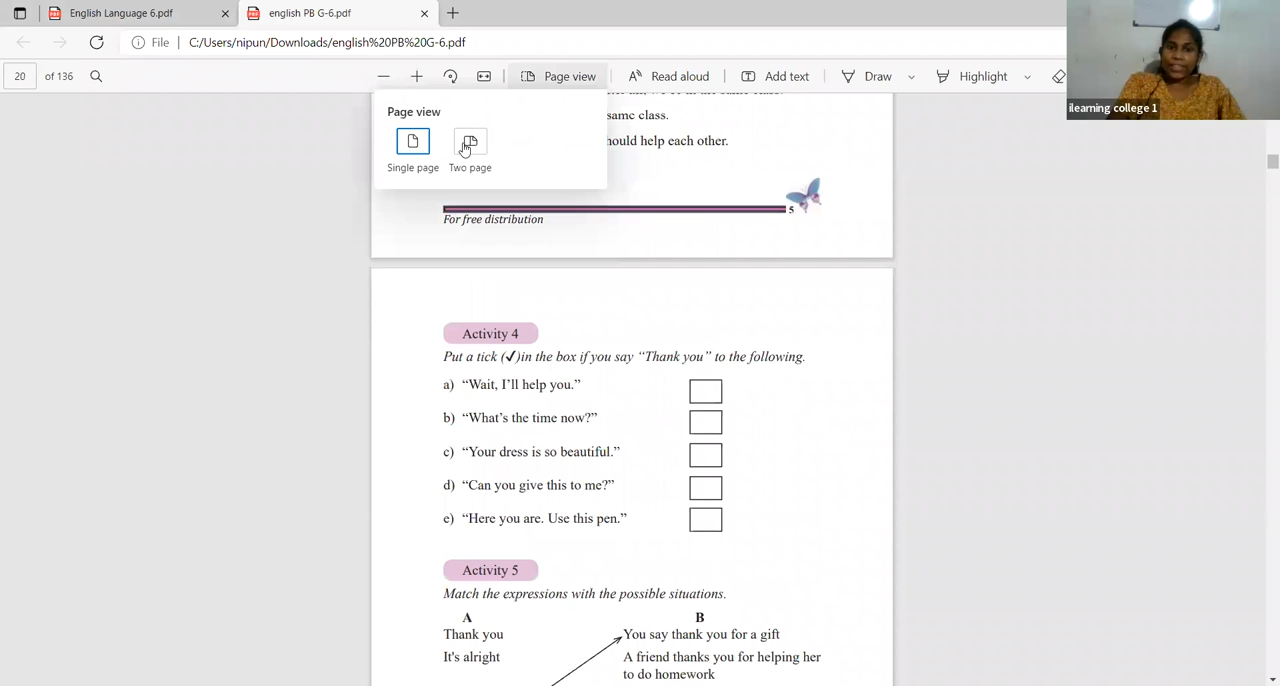 English Language 6.pdf
english PB G-6.pdf
File
C:/Users/nipun/Downloads/english%20PB%20G-6.pdf
20 of 136
Page view
Read aloud
Add text
Draw
Highlight
ilearning college 1
Page view
Single page
Two page
same class.
should help each other.
5
For free distribution
Activity 4
Put a tick (✓)in the box if you say “Thank you” to the following.
a) “Wait, I’ll help you.”
b) “What’s the time now?”
c) “Your dress is so beautiful.”
d) “Can you give this to me?”
e) “Here you are. Use this pen.”
Activity 5
Match the expressions with the possible situations.
A B
Thank you You say thank you for a gift
It's alright A friend thanks you for helping her
to do homework